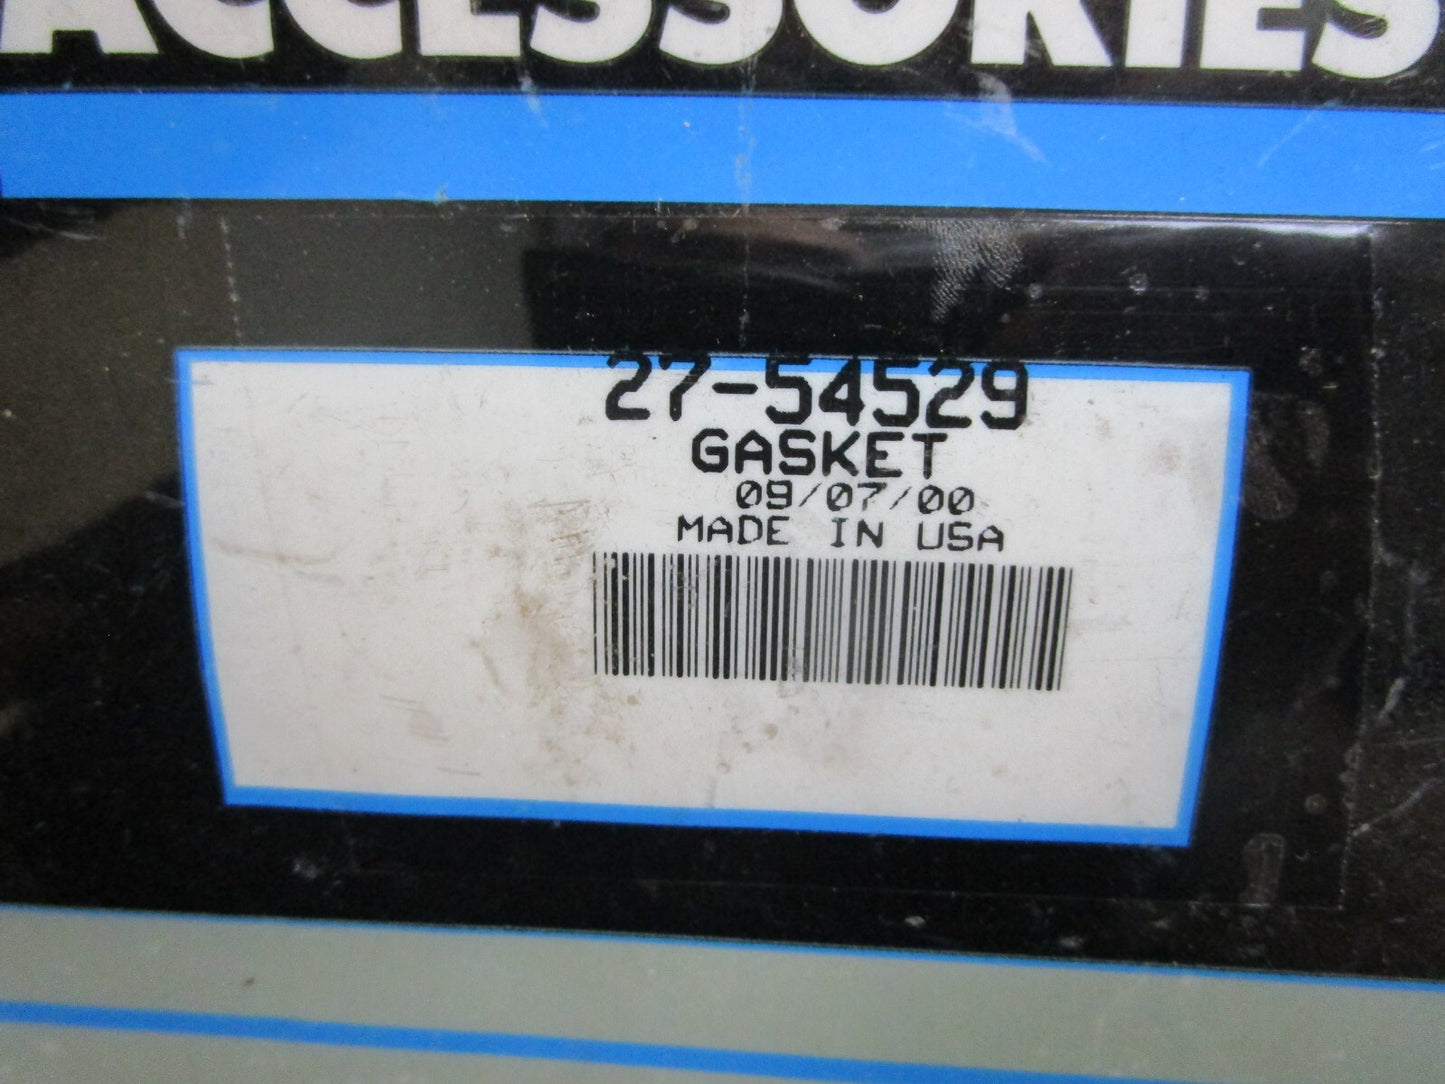 ACCESSORIES
27-54529
GASKET
09/07/00
MADE IN USA